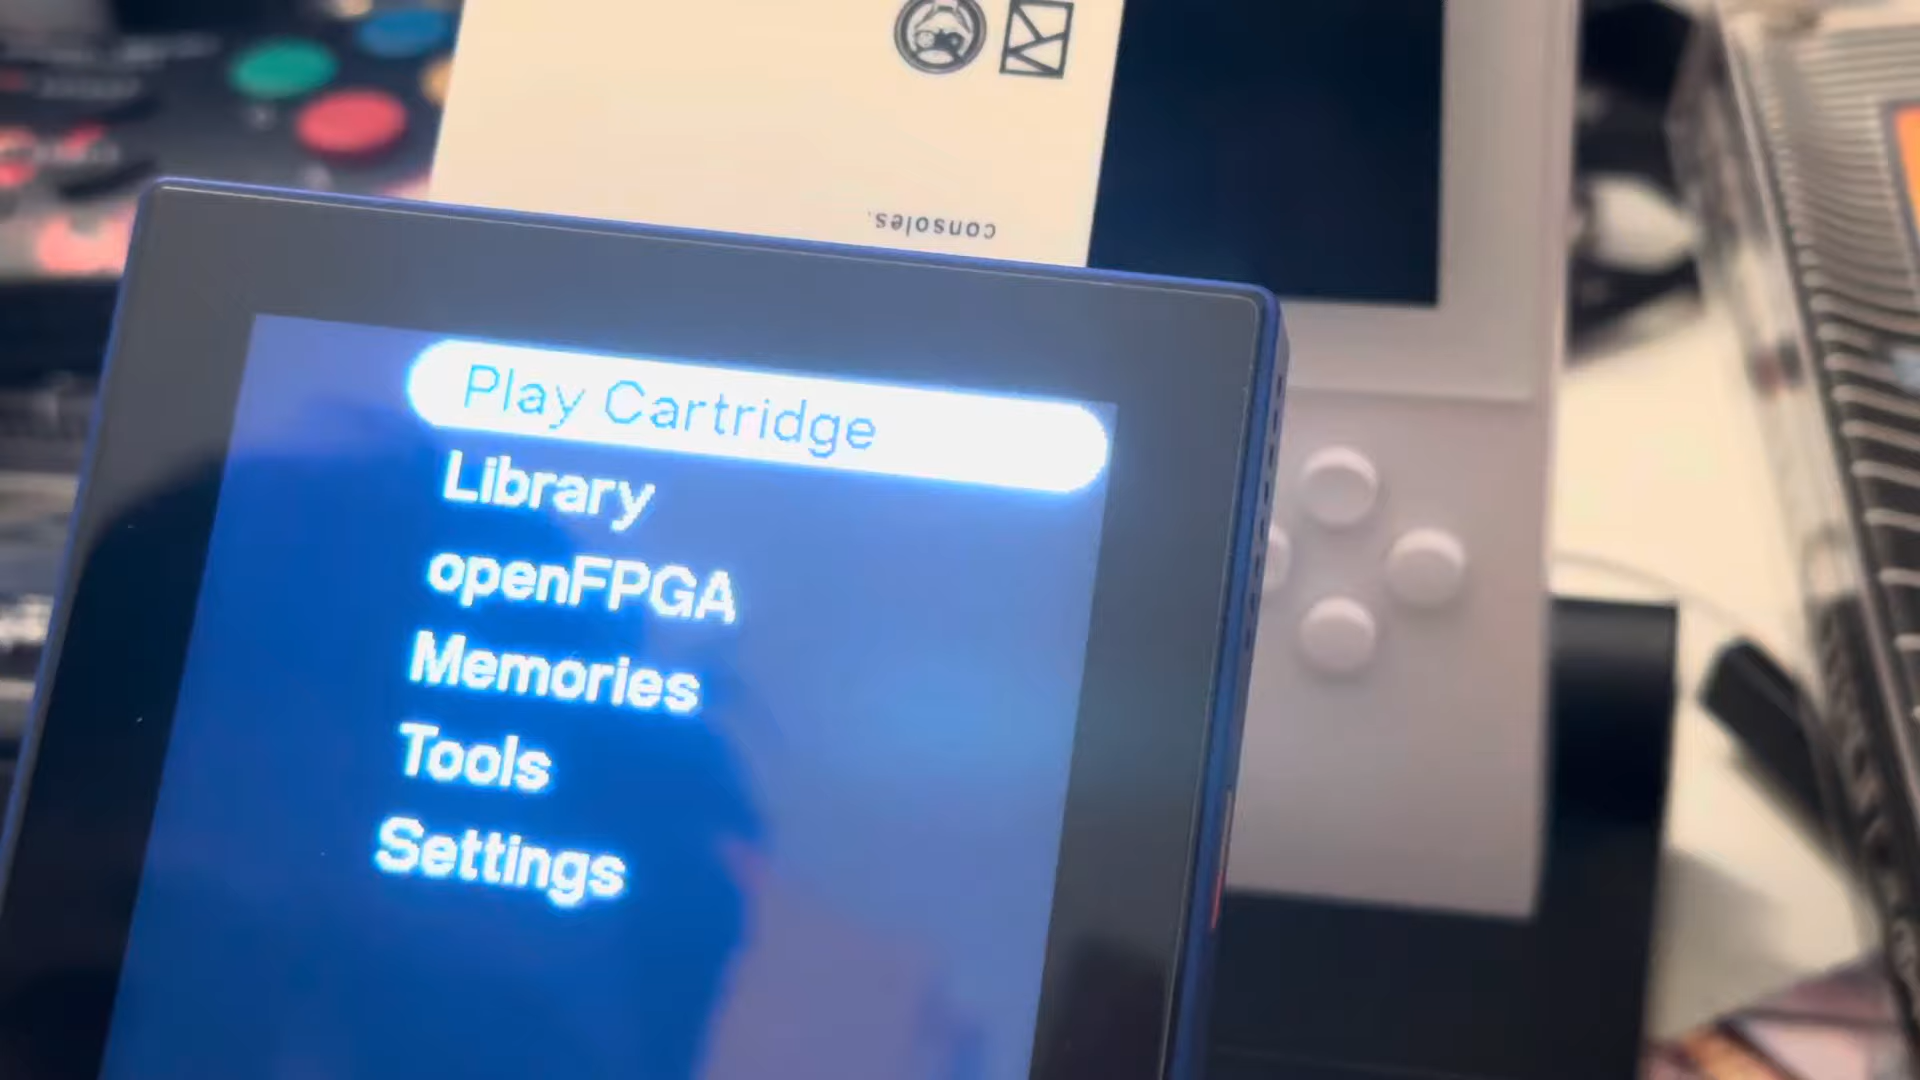 consoles.
Play Cartridge
Library
openFPGA
Memories
Tools
Settings